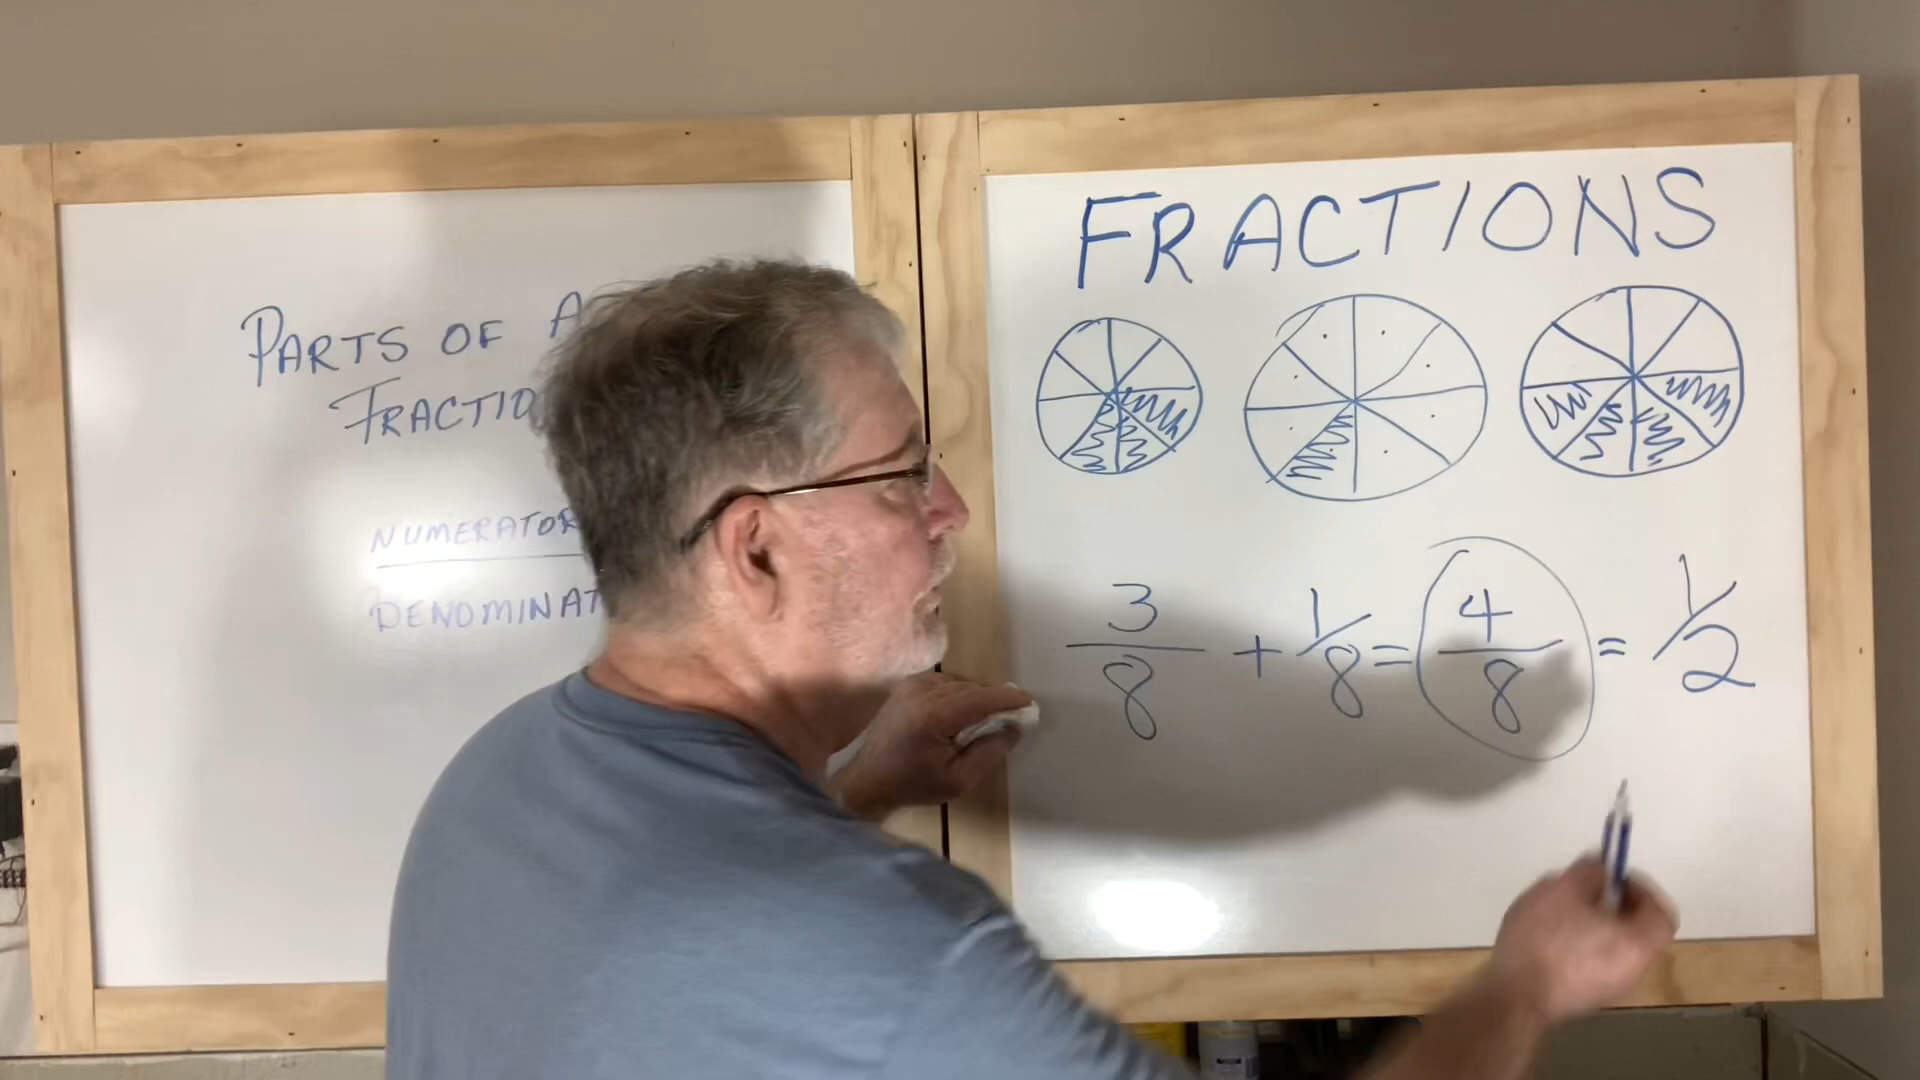 PARTS OF A
FRACTIO
NUMERATOR
DENOMINAT
FRACTIONS
3/8 + 1/8 = 4/8 = 1/2